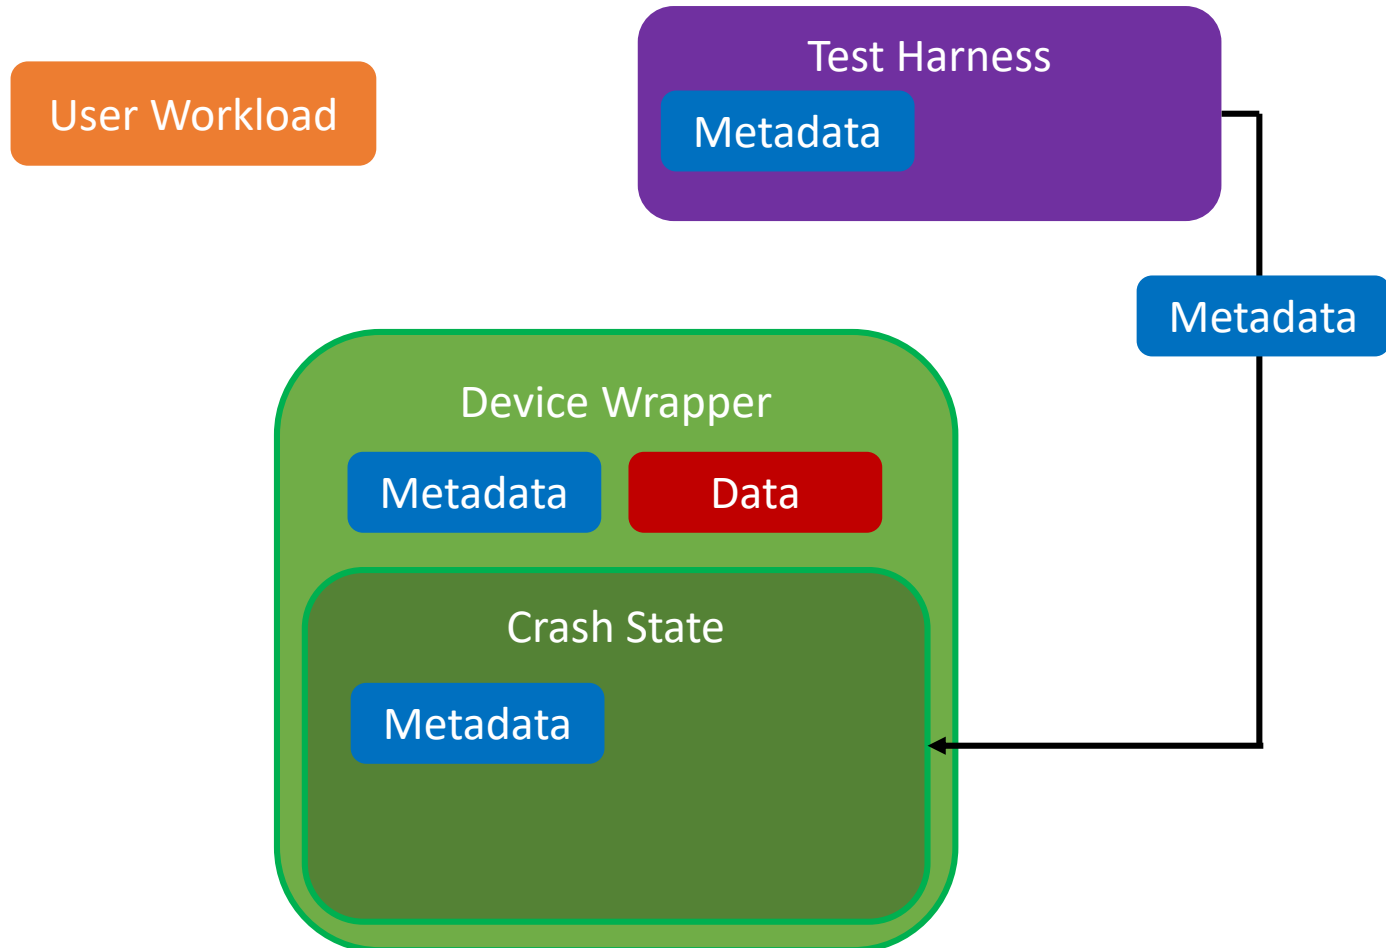 Test Harness
User Workload
Metadata
Metadata
Device Wrapper
Metadata
Data
Crash State
Metadata